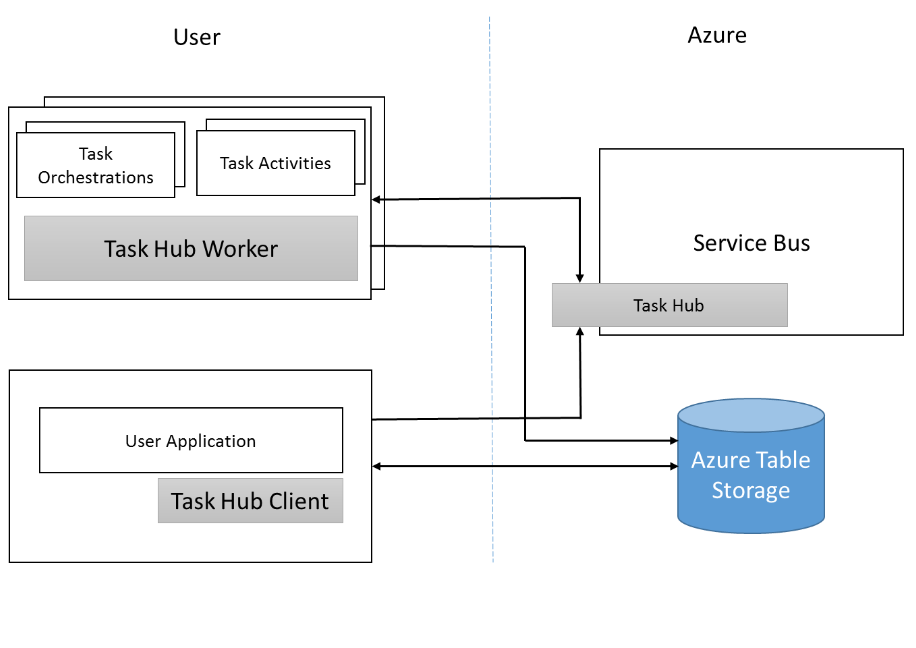 User
Azure
Task
Orchestrations
Task Activities
Task Hub Worker
Service Bus
Task Hub
User Application
Task Hub Client
Azure Table
Storage